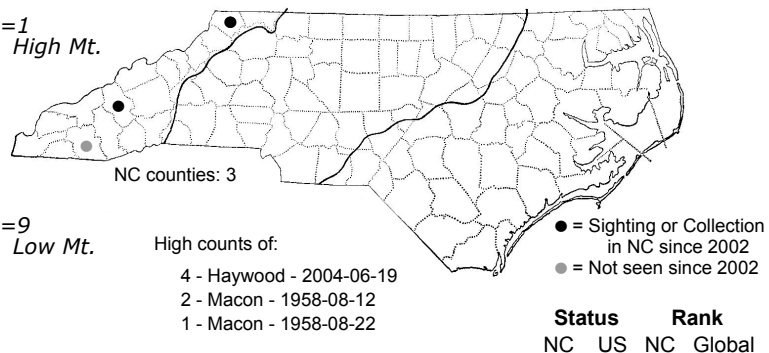 =1
High Mt.
NC counties: 3
=9
Low Mt.
High counts of:
4 - Haywood - 2004-06-19
2 - Macon - 1958-08-12
1 - Macon - 1958-08-22
● = Sighting or Collection
in NC since 2002
● = Not seen since 2002
Status Rank
NC US NC Global